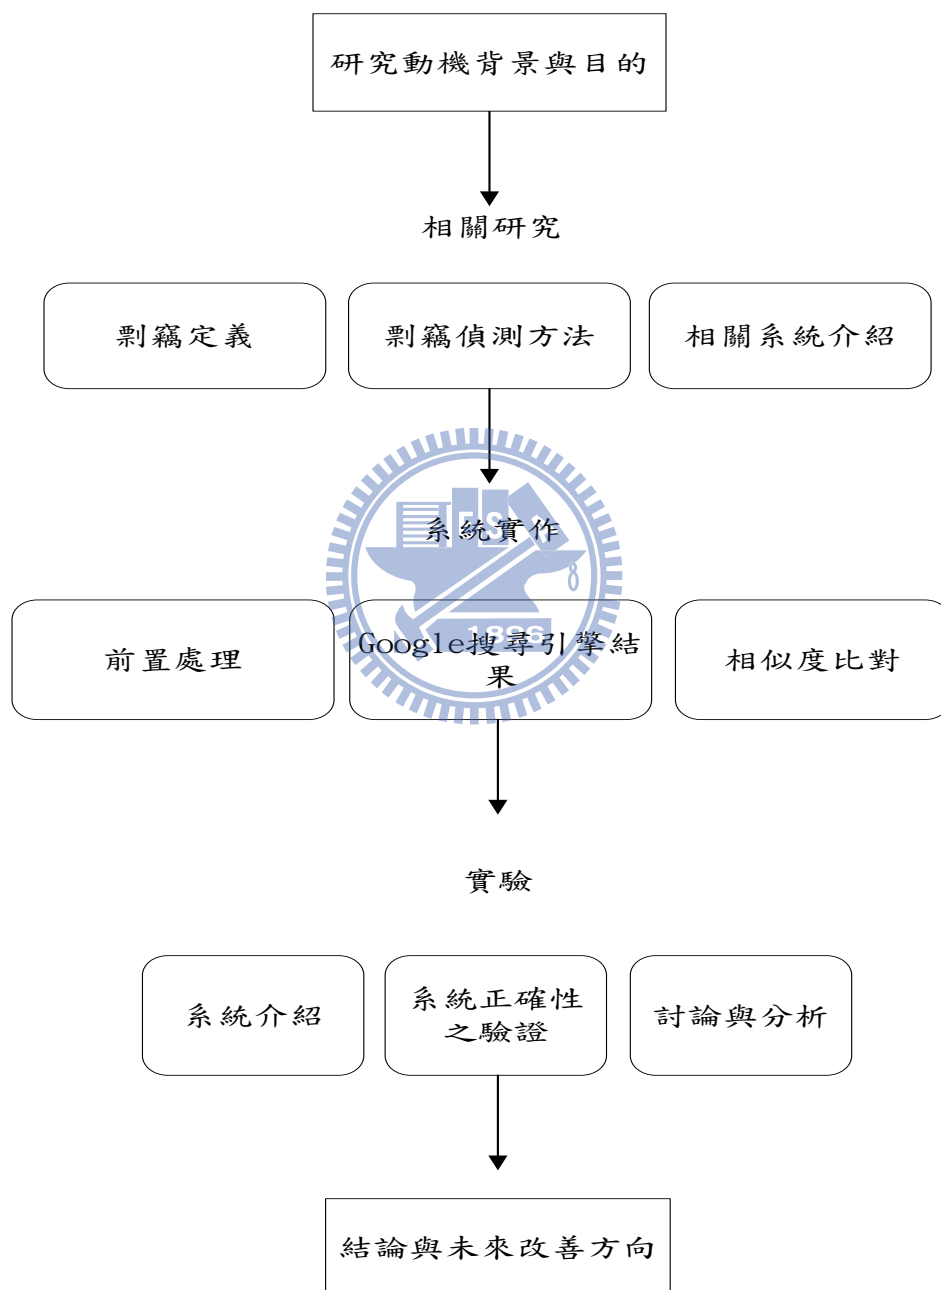 研究動機背景與目的
相關研究
剽竊定義
剽竊偵測方法
相關系統介紹
系統實作
ES
前置處理
1896
Google搜尋引擎結
果
相似度比對
實驗
系統介紹
系統正確性
之驗證
討論與分析
結論與未來改善方向